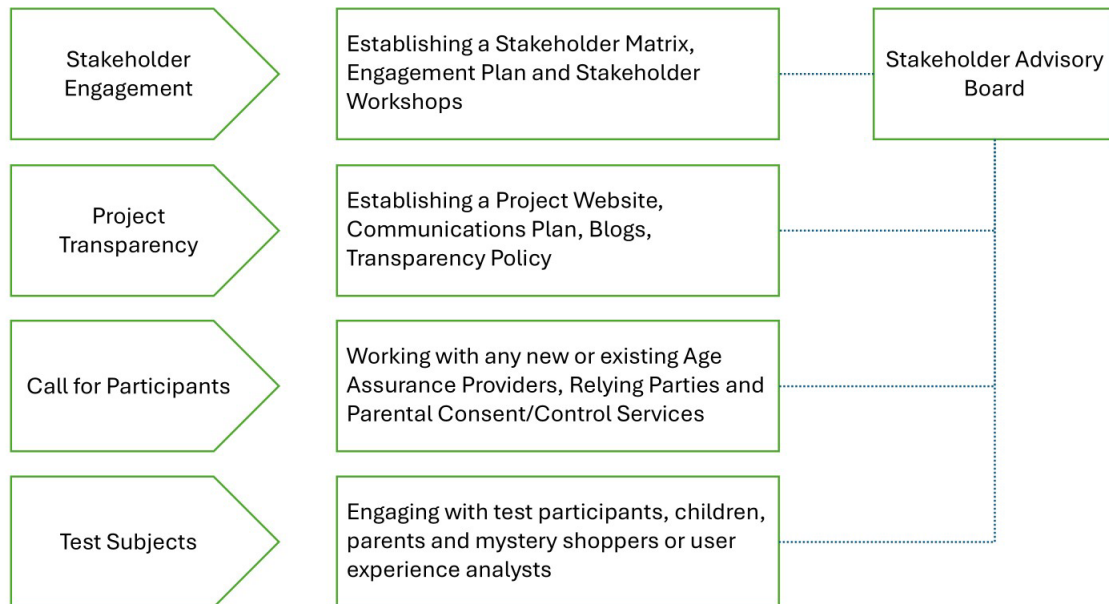 Stakeholder
Engagement
Establishing a Stakeholder Matrix,
Engagement Plan and Stakeholder
Workshops
Stakeholder Advisory
Board
Project
Transparency
Establishing a Project Website,
Communications Plan, Blogs,
Transparency Policy
Call for Participants
Working with any new or existing Age
Assurance Providers, Relying Parties and
Parental Consent/Control Services
Test Subjects
Engaging with test participants, children,
parents and mystery shoppers or user
experience analysts